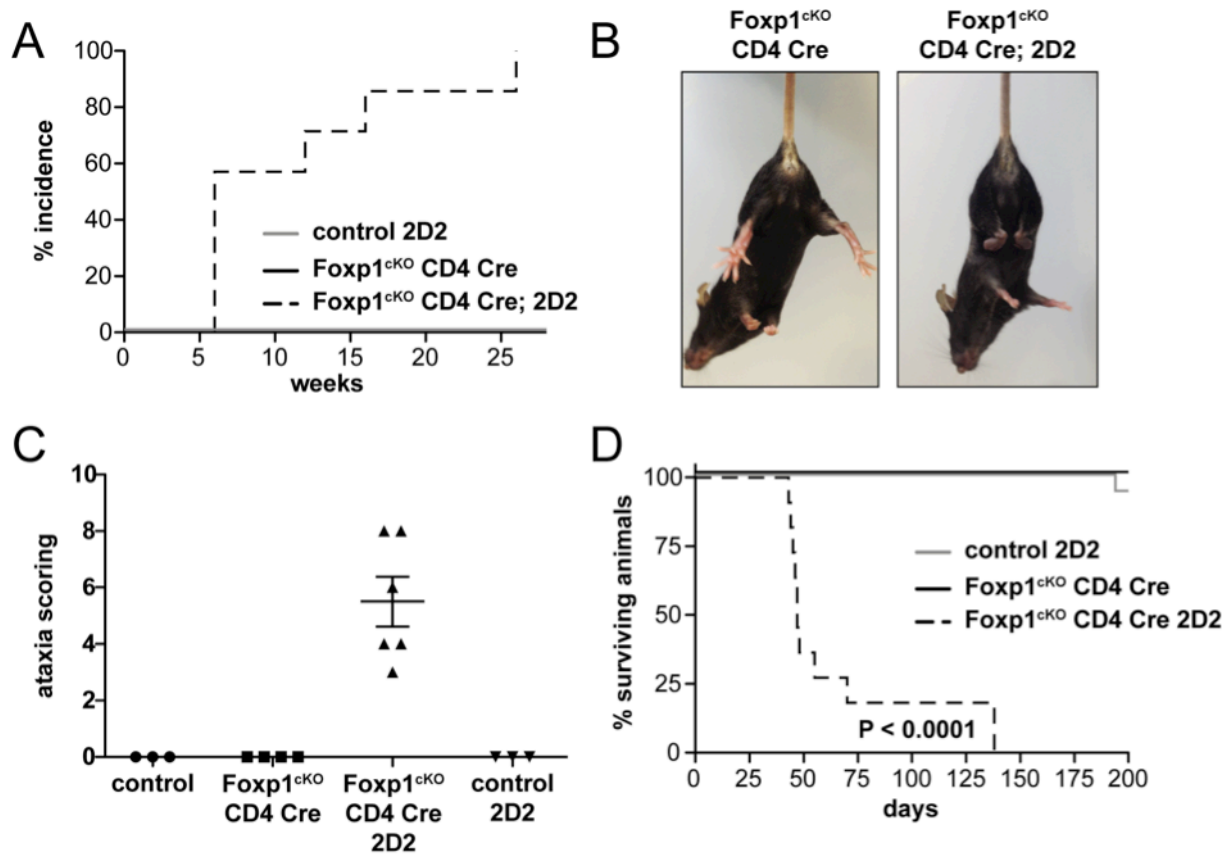 A
% incidence
100
80
60
40
20
0
0 5 10 15 20 25
weeks
control 2D2
Foxp1cKO CD4 Cre
Foxp1cKO CD4 Cre; 2D2
B
Foxp1cKO
CD4 Cre
Foxp1cKO
CD4 Cre; 2D2
C
ataxia scoring
10
8
6
4
2
0
control
Foxp1cKO
CD4 Cre
Foxp1cKO
CD4 Cre
2D2
control
2D2
D
% surviving animals
100
75
50
25
0
0 25 50 75 100 125 150 175 200
days
control 2D2
Foxp1cKO CD4 Cre
Foxp1cKO CD4 Cre 2D2
P < 0.0001